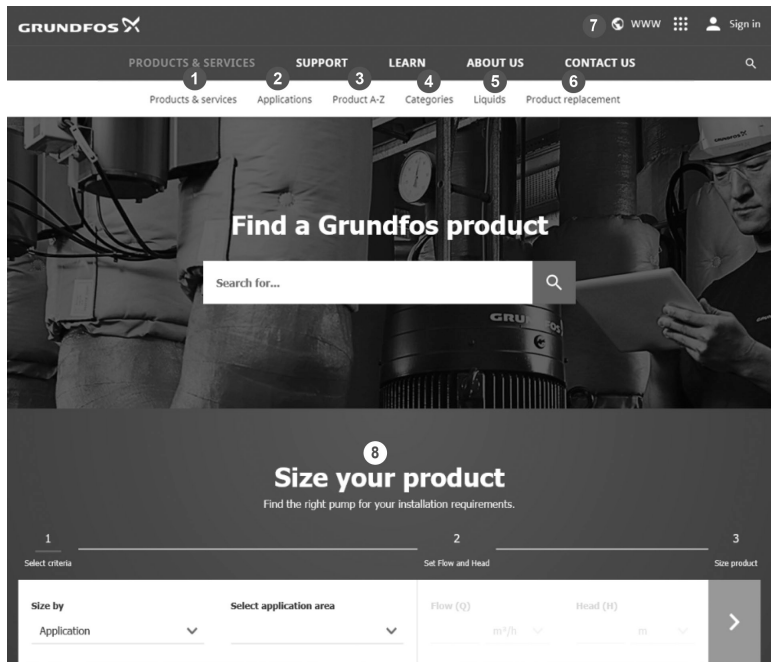 GRUNDFOS
7 WWW Sign in
PRODUCTS & SERVICES SUPPORT LEARN ABOUT US CONTACT US
1 2 3 4 5 6
Products & services Applications Product A-Z Categories Liquids Product replacement
GRUNDFOS
Find a Grundfos product
Search for...
8
Size your product
Find the right pump for your installation requirements.
1 2 3
Select criteria Set Flow and Head Size product
Size by Select application area Flow (Q) Head (H)
Application m³/h m